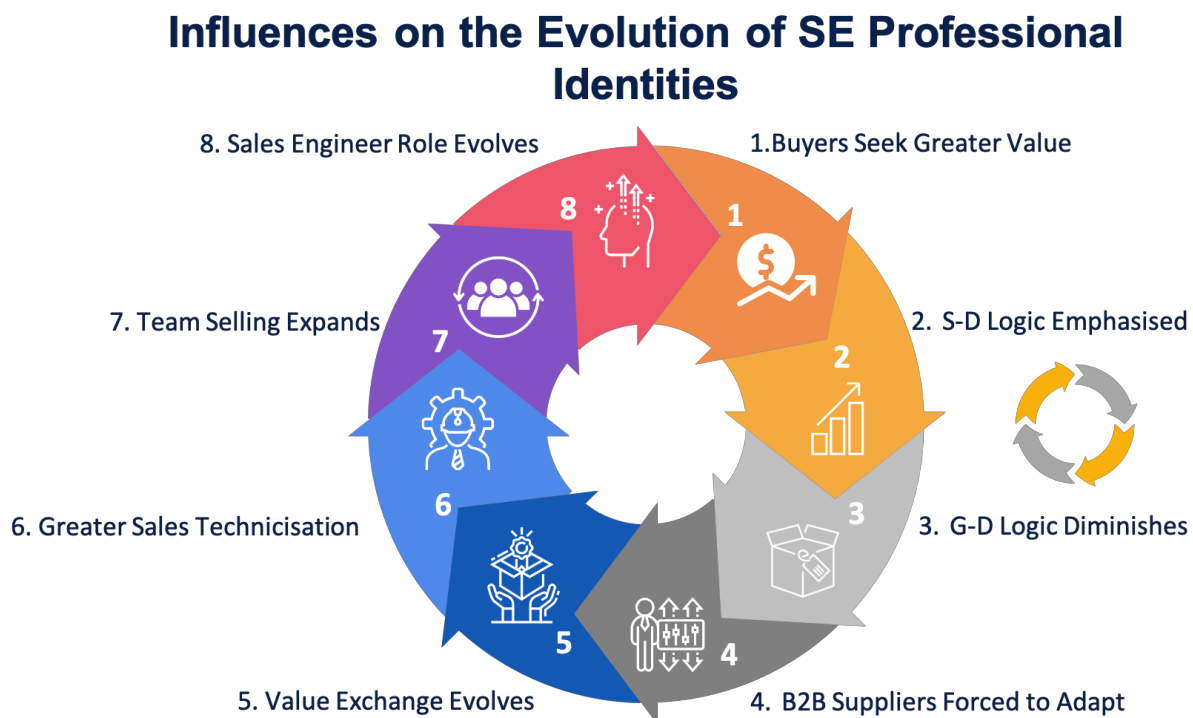 Influences on the Evolution of SE Professional
Identities
8. Sales Engineer Role Evolves
1.Buyers Seek Greater Value
8
1
$
7. Team Selling Expands
2. S-D Logic Emphasised
7
2
6
3
6. Greater Sales Technicisation
3. G-D Logic Diminishes
5
4
5. Value Exchange Evolves
4. B2B Suppliers Forced to Adapt